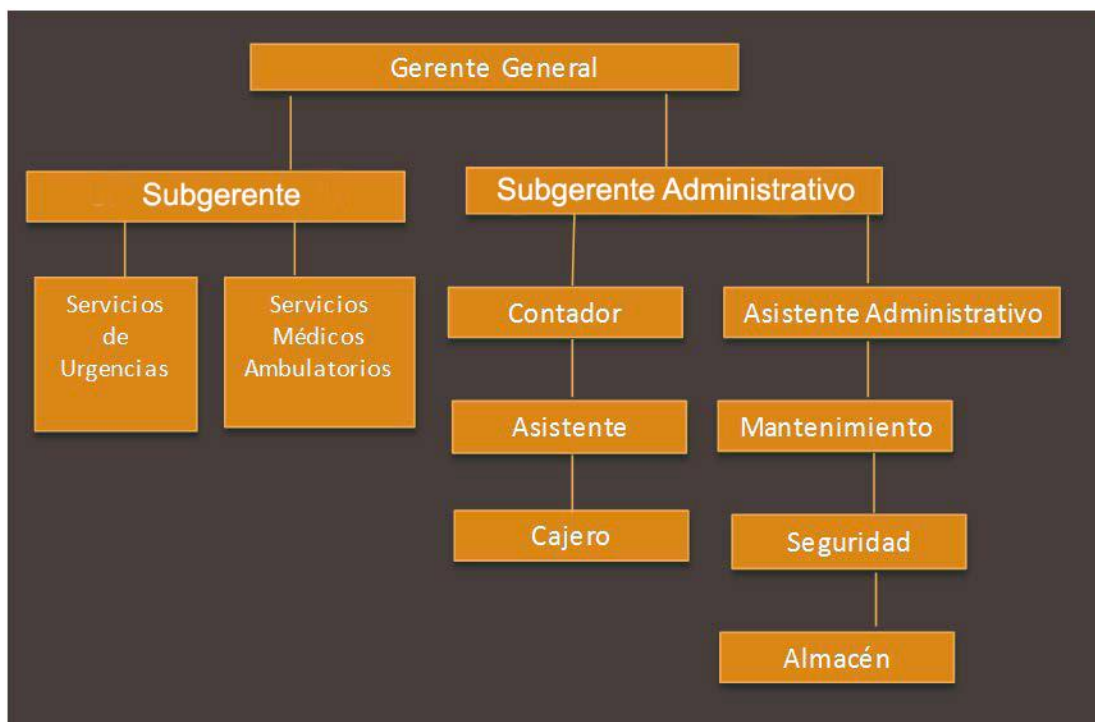 Gerente General
Subgerente
Subgerente Administrativo
Servicios
de
Urgencias
Servicios
Médicos
Ambulatorios
Contador
Asistente Administrativo
Asistente
Mantenimiento
Cajero
Seguridad
Almacén